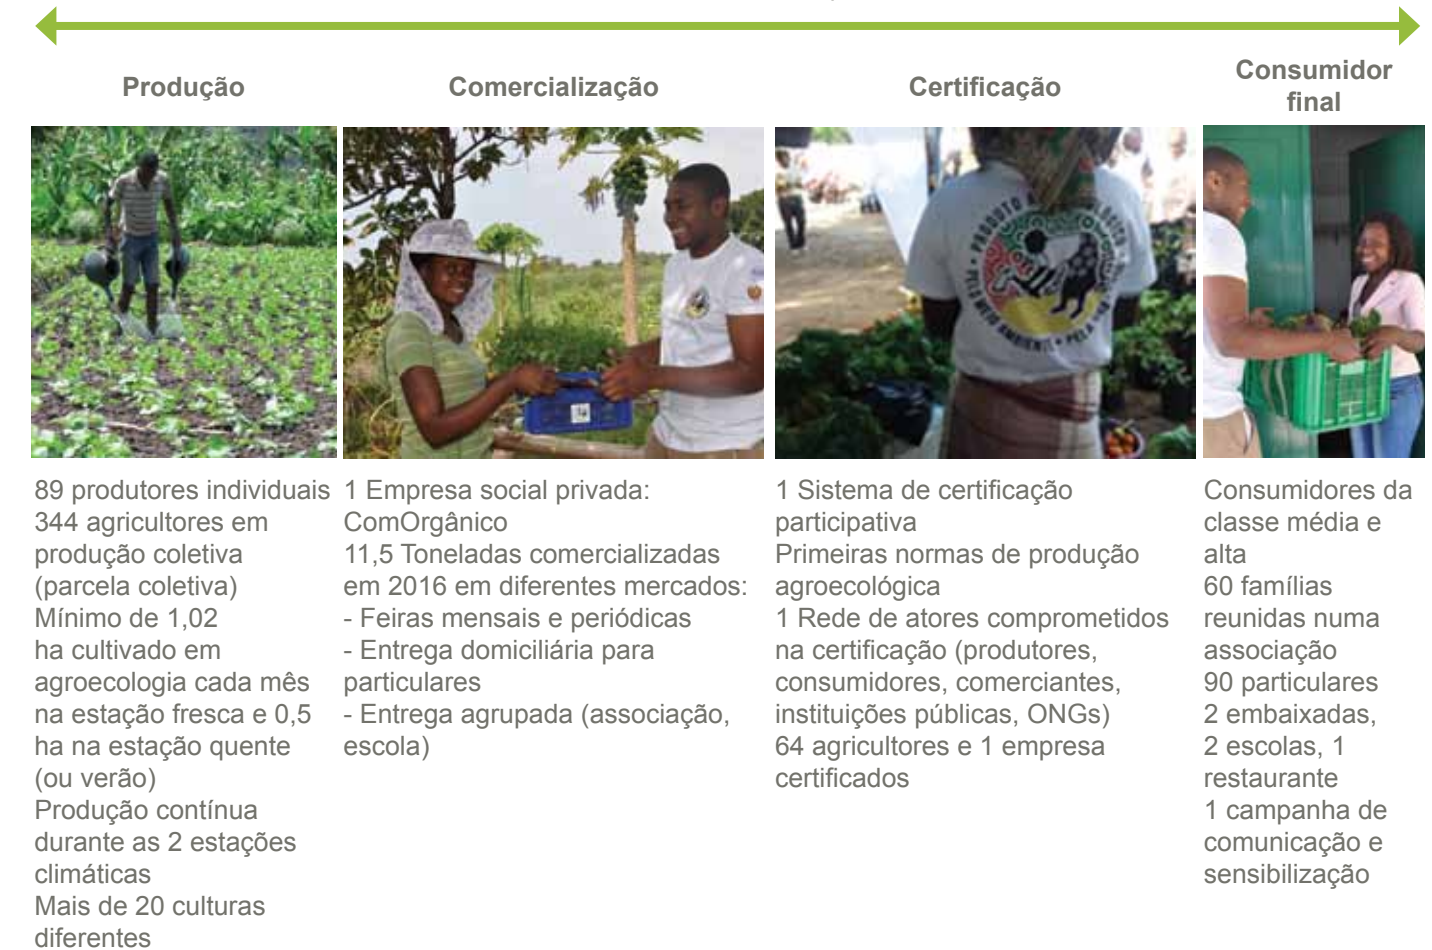 Produção
89 produtores individuais
344 agricultores em
produção coletiva
(parcela coletiva)
Mínimo de 1,02
ha cultivado em
agroecologia cada mês
na estação fresca e 0,5
ha na estação quente
(ou verão)
Produção contínua
durante as 2 estações
climáticas
Mais de 20 culturas
diferentes
Comercialização
1 Empresa social privada:
ComOrgânico
11,5 Toneladas comercializadas
em 2016 em diferentes mercados:
- Feiras mensais e periódicas
- Entrega domiciliária para
particulares
- Entrega agrupada (associação,
escola)
Certificação
PRODUTO
MEIO AMBIENTE • PELA
1 Sistema de certificação
participativa
Primeiras normas de produção
agroecológica
1 Rede de atores comprometidos
na certificação (produtores,
consumidores, comerciantes,
instituições públicas, ONGs)
64 agricultores e 1 empresa
certificados
Consumidor
final
Consumidores da
classe média e
alta
60 famílias
reunidas numa
associação
90 particulares
2 embaixadas,
2 escolas, 1
restaurante
1 campanha de
comunicação e
sensibilização